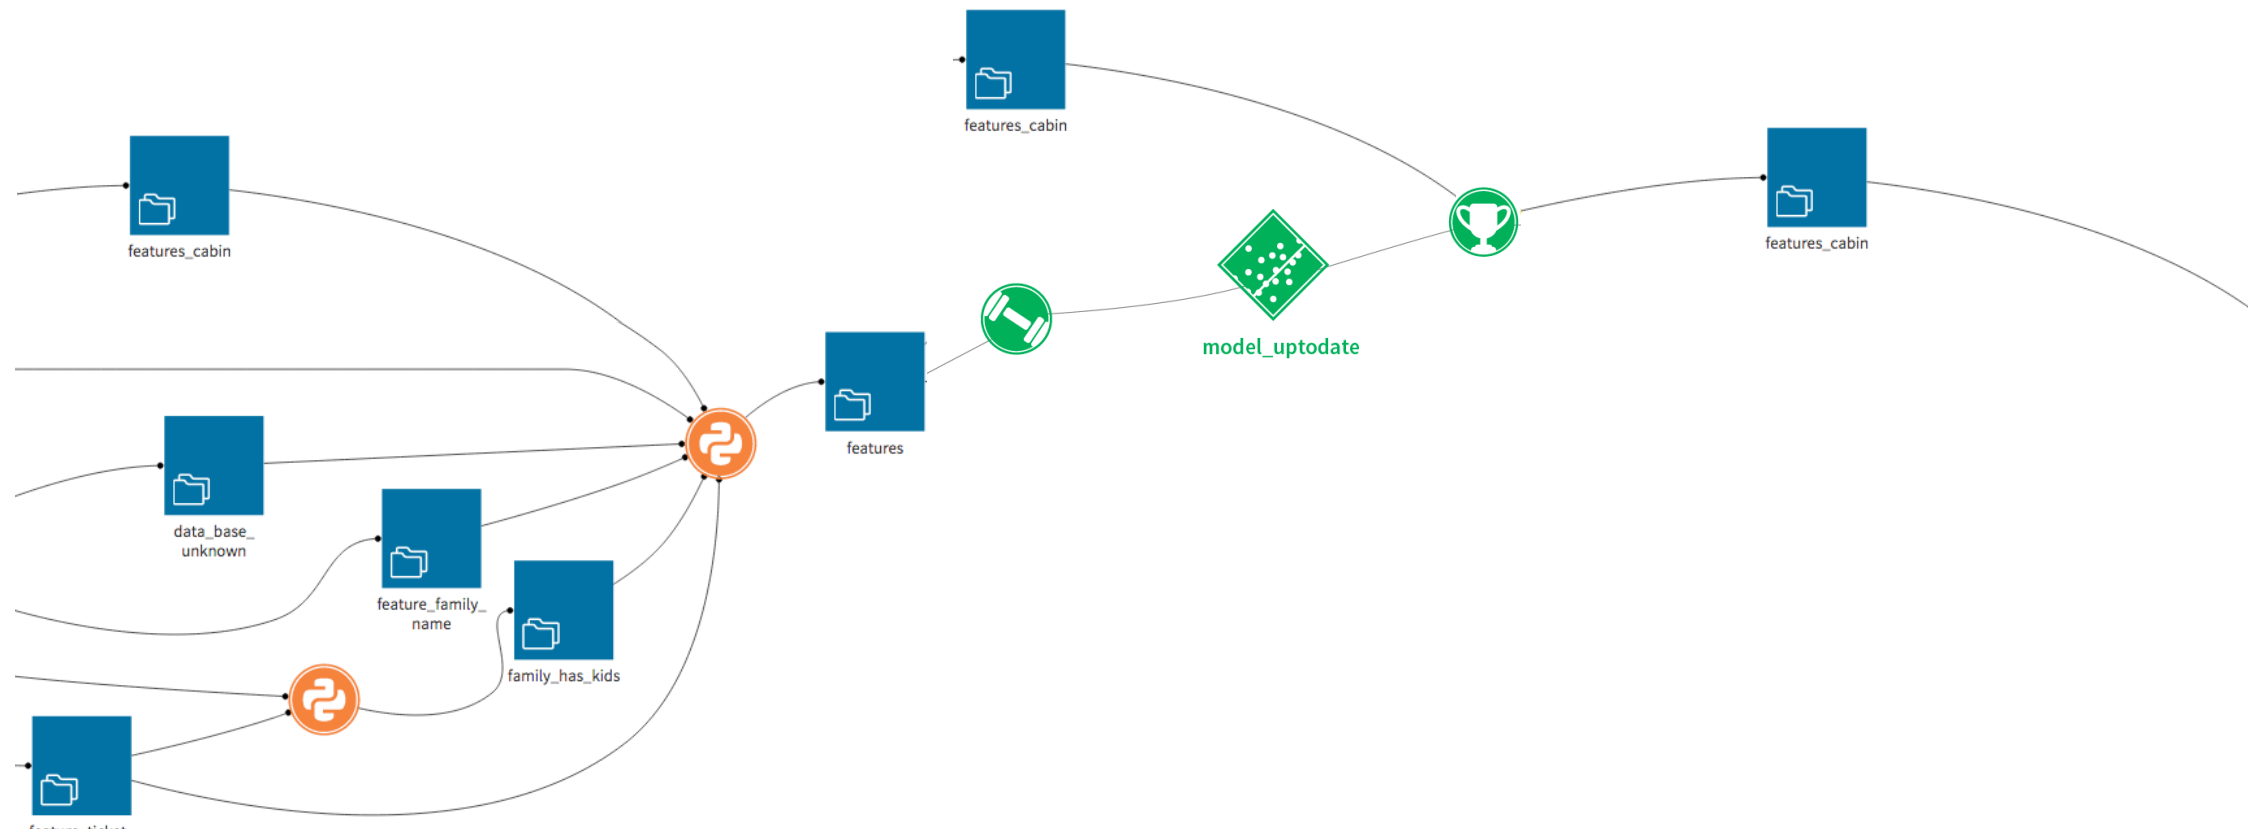 features_cabin
features_cabin
features_cabin
model_uptodate
features
data_base_
unknown
feature_family_
name
family_has_kids